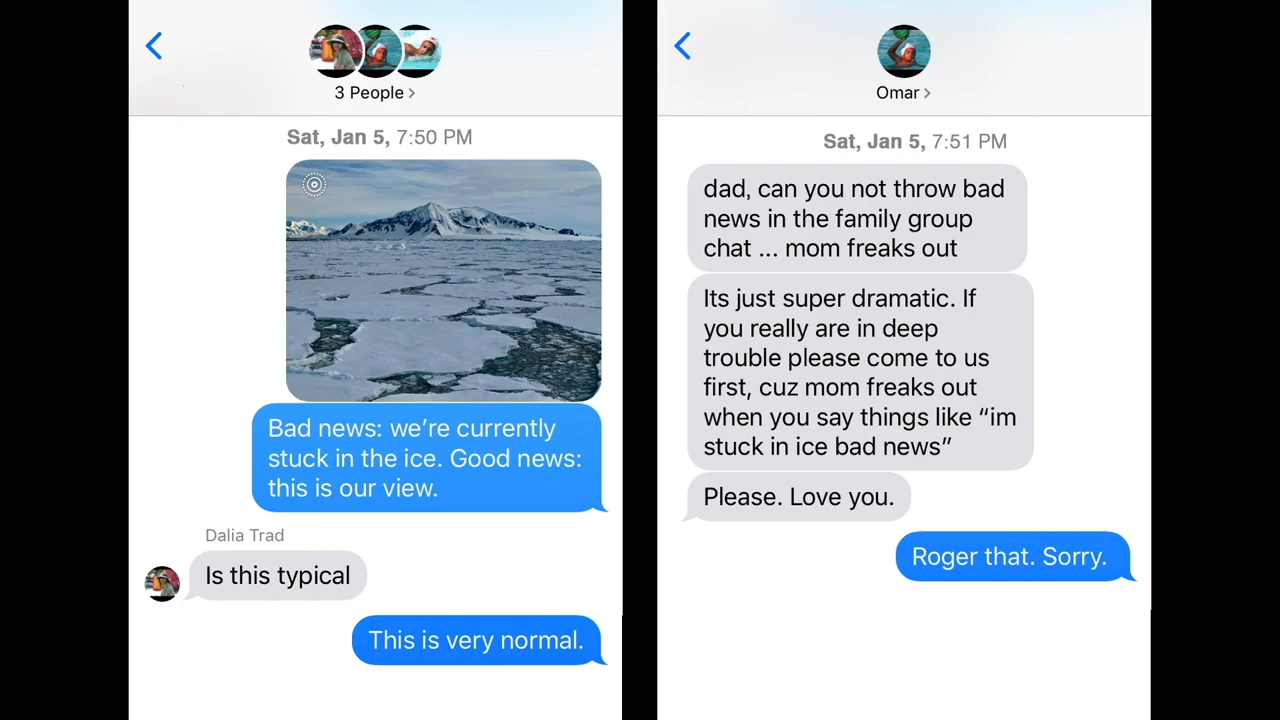 3 People >
Sat, Jan 5, 7:50 PM
Bad news: we’re currently
stuck in the ice. Good news:
this is our view.
Dalia Trad
Is this typical
This is very normal.
Omar >
Sat, Jan 5, 7:51 PM
dad, can you not throw bad
news in the family group
chat ... mom freaks out
Its just super dramatic. If
you really are in deep
trouble please come to us
first, cuz mom freaks out
when you say things like “im
stuck in ice bad news”
Please. Love you.
Roger that. Sorry.